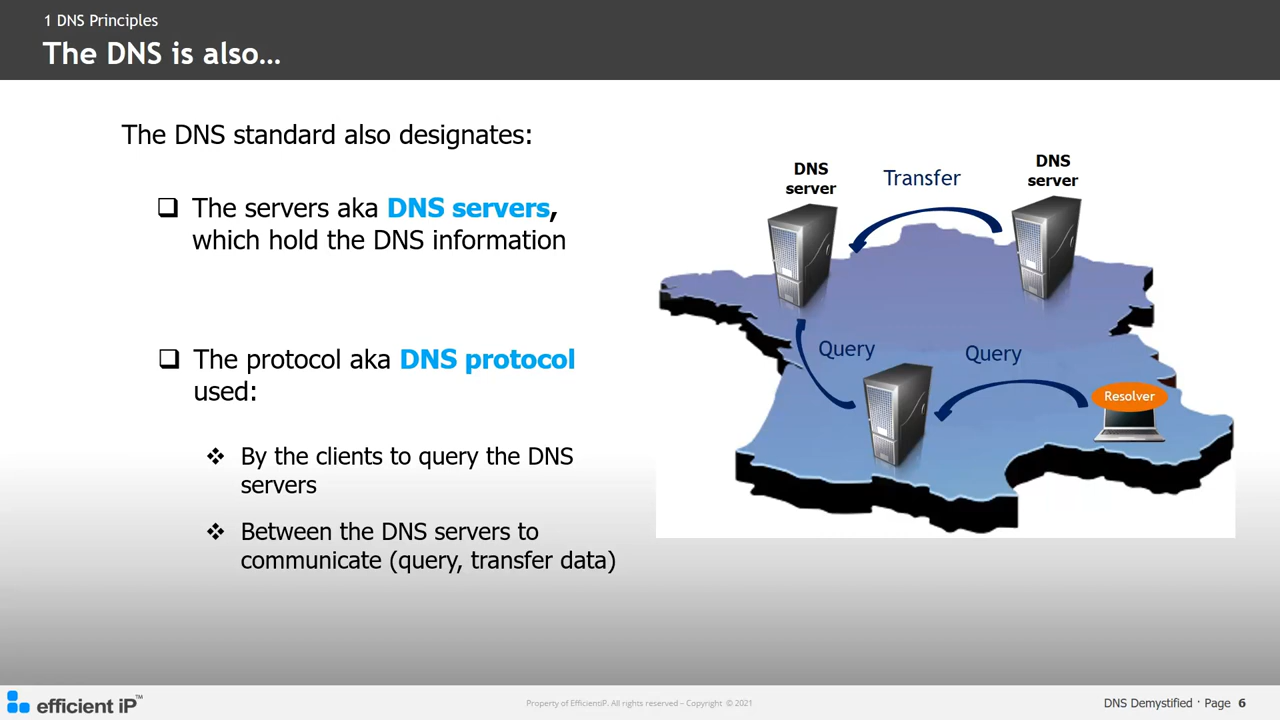 1 DNS Principles
The DNS is also...
The DNS standard also designates:
The servers aka DNS servers,
which hold the DNS information
The protocol aka DNS protocol
used:
By the clients to query the DNS
servers
Between the DNS servers to
communicate (query, transfer data)
DNS
server
Transfer
DNS
server
Query
Query
Resolver
efficient iP™
Property of EfficientiP. All rights reserved – Copyright © 2021
DNS Demystified · Page 6